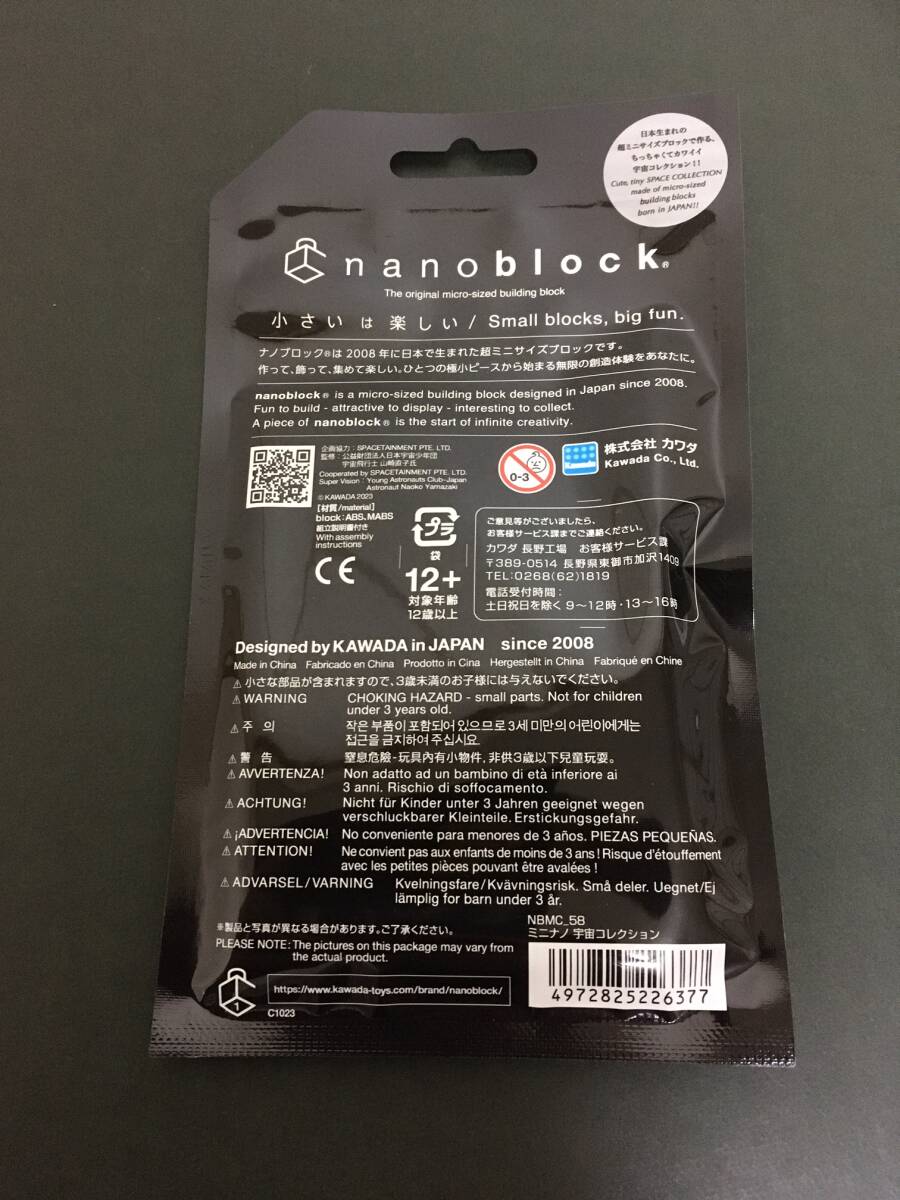 日本生まれの
超ミニサイズブロックで作る、
ちっちゃくてカワイイ
宇宙コレクション！！
Cute, tiny SPACE COLLECTION
made of micro-sized
building blocks
born in JAPAN!!
nanoblock®
The original micro-sized building block
小さいは楽しい / Small blocks, big fun.
ナノブロック®は2008年に日本で生まれた超ミニサイズブロックです。
作って、飾って、集めて楽しい。ひとつの極小ピースから始まる無限の創造体験をあなたに。
nanoblock® is a micro-sized building block designed in Japan since 2008.
Fun to build - attractive to display - interesting to collect.
A piece of nanoblock® is the start of infinite creativity.
企画協力：SPACETAINMENT PTE. LTD.
監修：公益財団法人日本宇宙少年団
宇宙飛行士 山崎直子氏
Cooperated by SPACETAINMENT PTE. LTD.
Super Vision : Young Astronauts Club-Japan
Astronaut Naoko Yamazaki
0-3
Kawada
株式会社 カワダ
Kawada Co., Ltd.
© KAWADA 2023
[材質/material]
block:ABS､MABS
組立説明書付き
With assembly
instructions
CE
プラ
袋
12+
対象年齢
12歳以上
ご意見等がございましたら、
お客様サービス課までご連絡ください。
カワダ 長野工場 お客様サービス課
〒389-0514 長野県東御市加沢1409
TEL:0268(62)1819
電話受付時間：
土日祝日を除く 9～12時・13～16時
Designed by KAWADA in JAPAN since 2008
Made in China Fabricado en China Prodotto in Cina Hergestellt in China Fabriqué en Chine
⚠小さな部品が含まれますので、3歳未満のお子様には与えないでください。
⚠WARNING CHOKING HAZARD - small parts. Not for children
under 3 years old.
⚠주 의 작은 부품이 포함되어 있으므로 3세 미만의 어린이에게는
접근을 금지하여 주십시요.
⚠警 告 窒息危險-玩具內有小物件, 非供3歲以下兒童玩耍。
⚠AVVERTENZA! Non adatto ad un bambino di età inferiore ai
3 anni. Rischio di soffocamento.
⚠ACHTUNG! Nicht für Kinder unter 3 Jahren geeignet wegen
verschluckbarer Kleinteile. Erstickungsgefahr.
⚠¡ADVERTENCIA! No conveniente para menores de 3 años. PIEZAS PEQUEÑAS.
⚠ATTENTION! Ne convient pas aux enfants de moins de 3 ans ! Risque d'étouffement
avec les petites pièces pouvant être avalées !
⚠ADVARSEL/VARNING Kvelningsfare/Kvävningsrisk. Små deler. Uegnet/Ej
lämplig for barn under 3 år.
※製品と写真が異なる場合があります。ご了承ください。
PLEASE NOTE: The pictures on this package may vary from
the actual product.
NBMC_58
ミニナノ 宇宙コレクション
1
https://www.kawada-toys.com/brand/nanoblock/
C1023
4972825226377